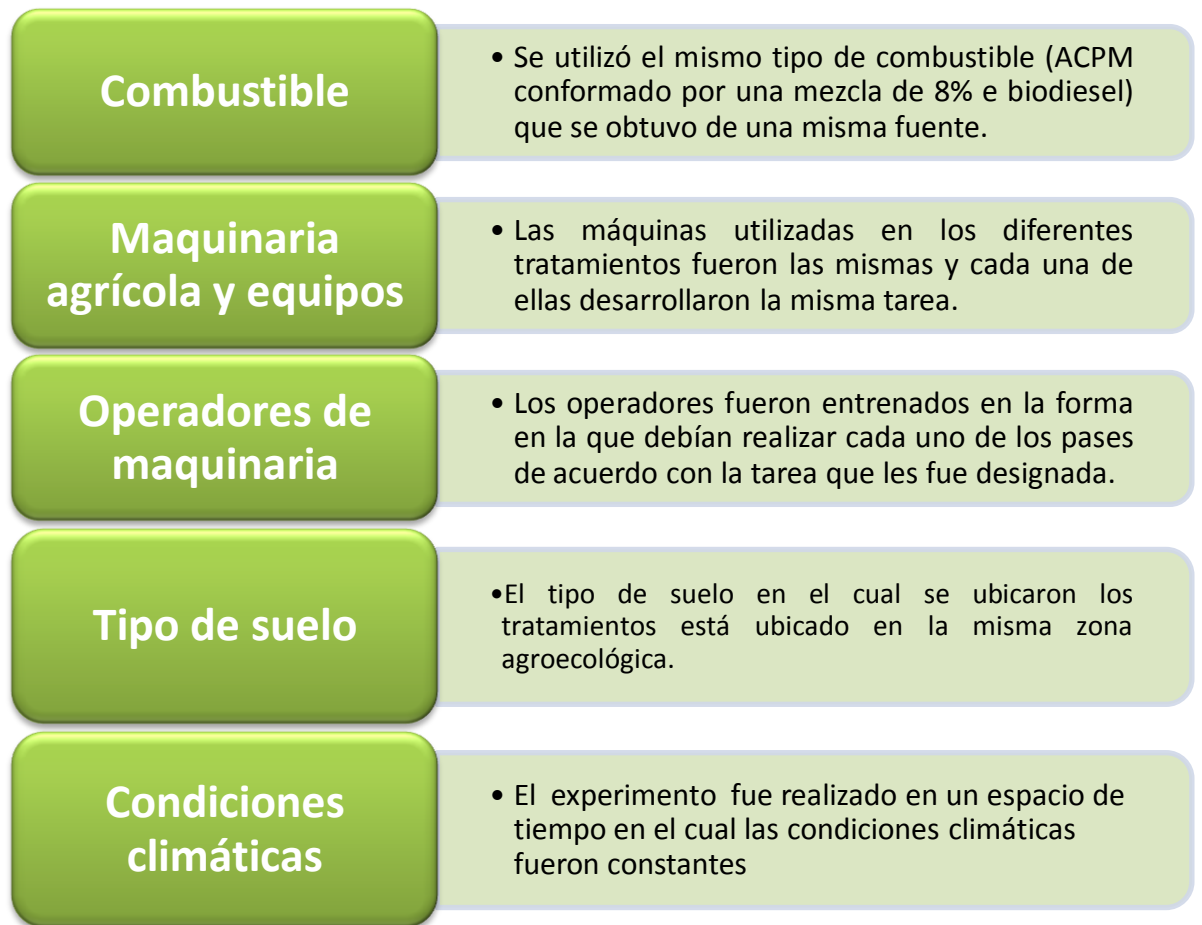 Combustible
• Se utilizó el mismo tipo de combustible (ACPM
conformado por una mezcla de 8% e biodiesel)
que se obtuvo de una misma fuente.
Maquinaria
agrícola y equipos
• Las máquinas utilizadas en los diferentes
tratamientos fueron las mismas y cada una de
ellas desarrollaron la misma tarea.
Operadores de
maquinaria
• Los operadores fueron entrenados en la forma
en la que debían realizar cada uno de los pases
de acuerdo con la tarea que les fue designada.
Tipo de suelo
•El tipo de suelo en el cual se ubicaron los
tratamientos está ubicado en la misma zona
agroecológica.
Condiciones
climáticas
• El experimento fue realizado en un espacio de
tiempo en el cual las condiciones climáticas
fueron constantes